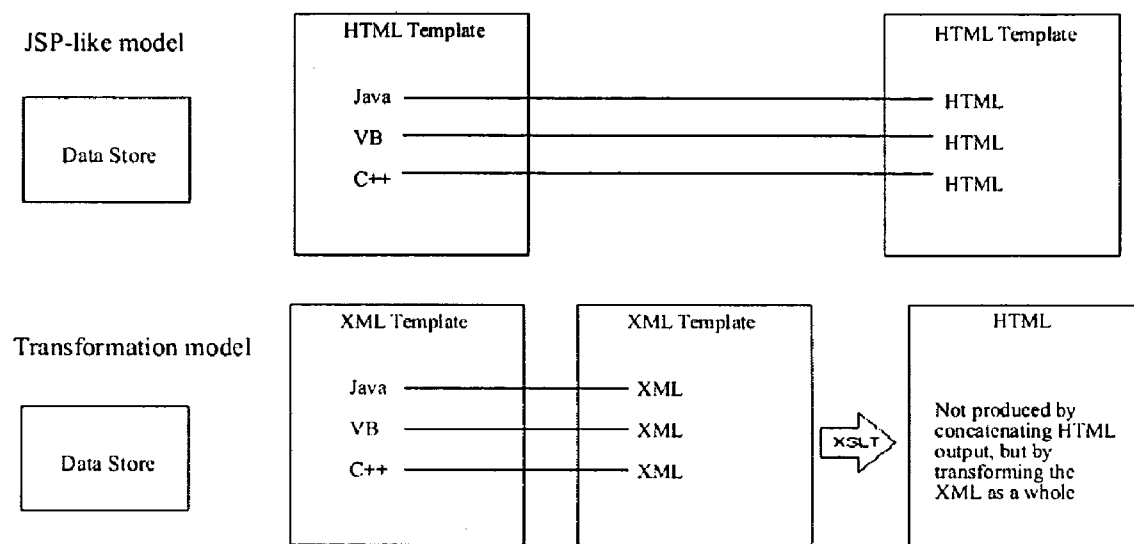 JSP-like model
Data Store
HTML Template
Java
VB
C++
HTML Template
HTML
HTML
HTML
Transformation model
Data Store
XML Template
Java
VB
C++
XML Template
XML
XML
XML
XSLT
HTML
Not produced by
concatenating HTML
output, but by
transforming the
XML as a whole